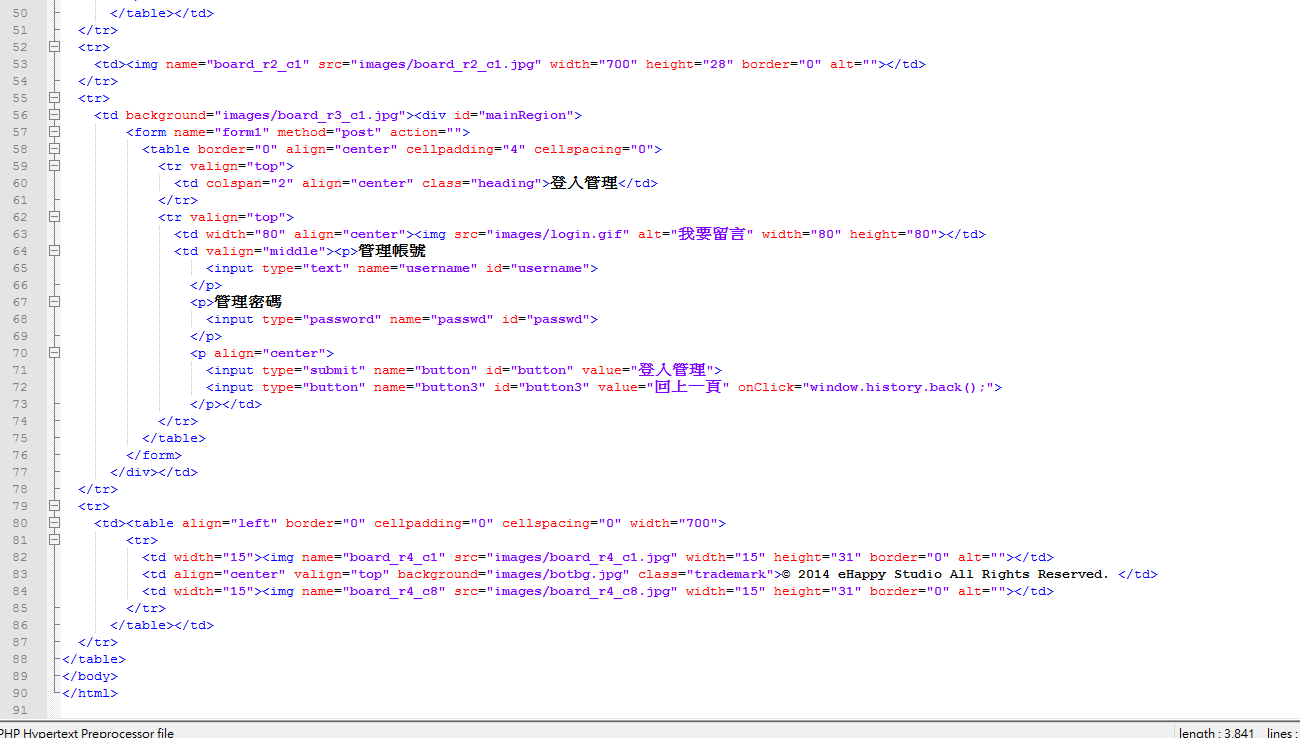 50 </table></td>
51 </tr>
52 <tr>
53 <td><img name="board_r2_c1" src="images/board_r2_c1.jpg" width="700" height="28" border="0" alt=""></td>
54 </tr>
55 <tr>
56 <td background="images/board_r3_c1.jpg"><div id="mainRegion">
57 <form name="form1" method="post" action="">
58 <table border="0" align="center" cellpadding="4" cellspacing="0">
59 <tr valign="top">
60 <td colspan="2" align="center" class="heading">登入管理</td>
61 </tr>
62 <tr valign="top">
63 <td width="80" align="center"><img src="images/login.gif" alt="我要留言" width="80" height="80"></td>
64 <td valign="middle"><p>管理帳號
65 <input type="text" name="username" id="username">
66 </p>
67 <p>管理密碼
68 <input type="password" name="passwd" id="passwd">
69 </p>
70 <p align="center">
71 <input type="submit" name="button" id="button" value="登入管理">
72 <input type="button" name="button3" id="button3" value="回上一頁" onClick="window.history.back();">
73 </p></td>
74 </tr>
75 </table>
76 </form>
77 </div></td>
78 </tr>
79 <tr>
80 <td><table align="left" border="0" cellpadding="0" cellspacing="0" width="700">
81 <tr>
82 <td width="15"><img name="board_r4_c1" src="images/board_r4_c1.jpg" width="15" height="31" border="0" alt=""></td>
83 <td align="center" valign="top" background="images/botbg.jpg" class="trademark">© 2014 eHappy Studio All Rights Reserved. </td>
84 <td width="15"><img name="board_r4_c8" src="images/board_r4_c8.jpg" width="15" height="31" border="0" alt=""></td>
85 </tr>
86 </table></td>
87 </tr>
88 </table>
89 </body>
90 </html>
91
PHP Hypertext Preprocessor file length : 3,841 lines :